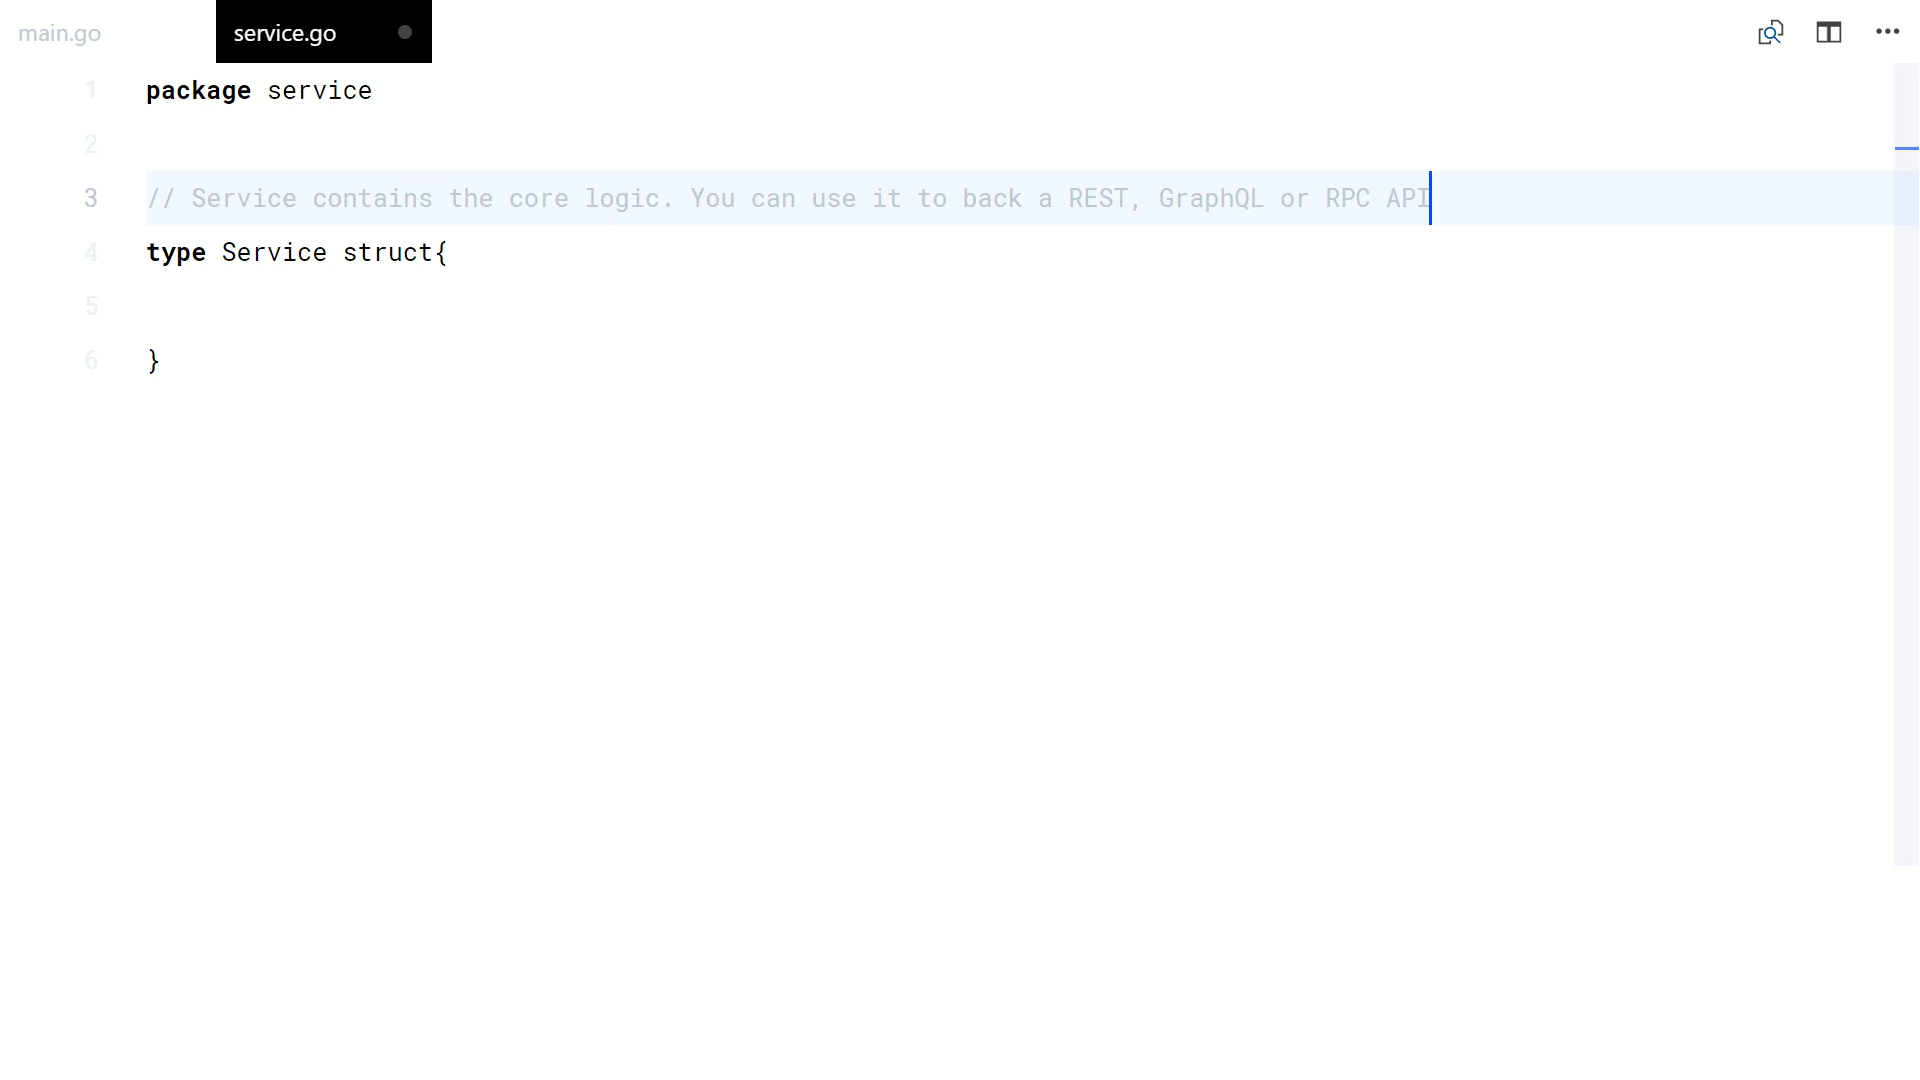 main.go
service.go
1 package service
2
3 // Service contains the core logic. You can use it to back a REST, GraphQL or RPC API
4 type Service struct{
5
6 }